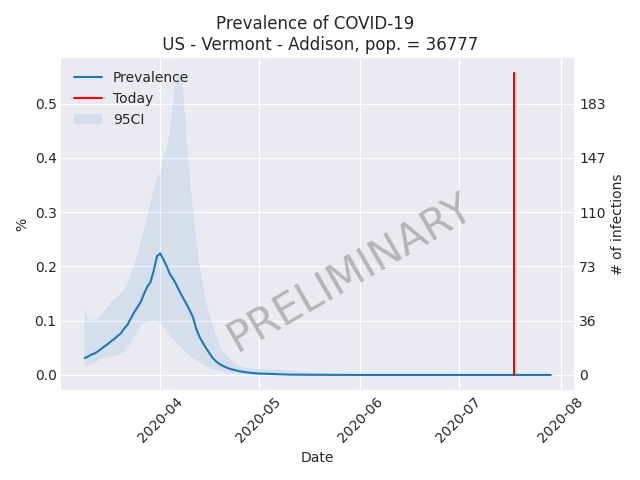 Prevalence of COVID-19
US - Vermont - Addison, pop. = 36777
Prevalence
Today
95CI
0.5
0.4
0.3
0.2
0.1
0.0
%
183
147
110
73
36
0
# of infections
PRELIMINARY
2020-04
2020-05
2020-06
2020-07
2020-08
Date